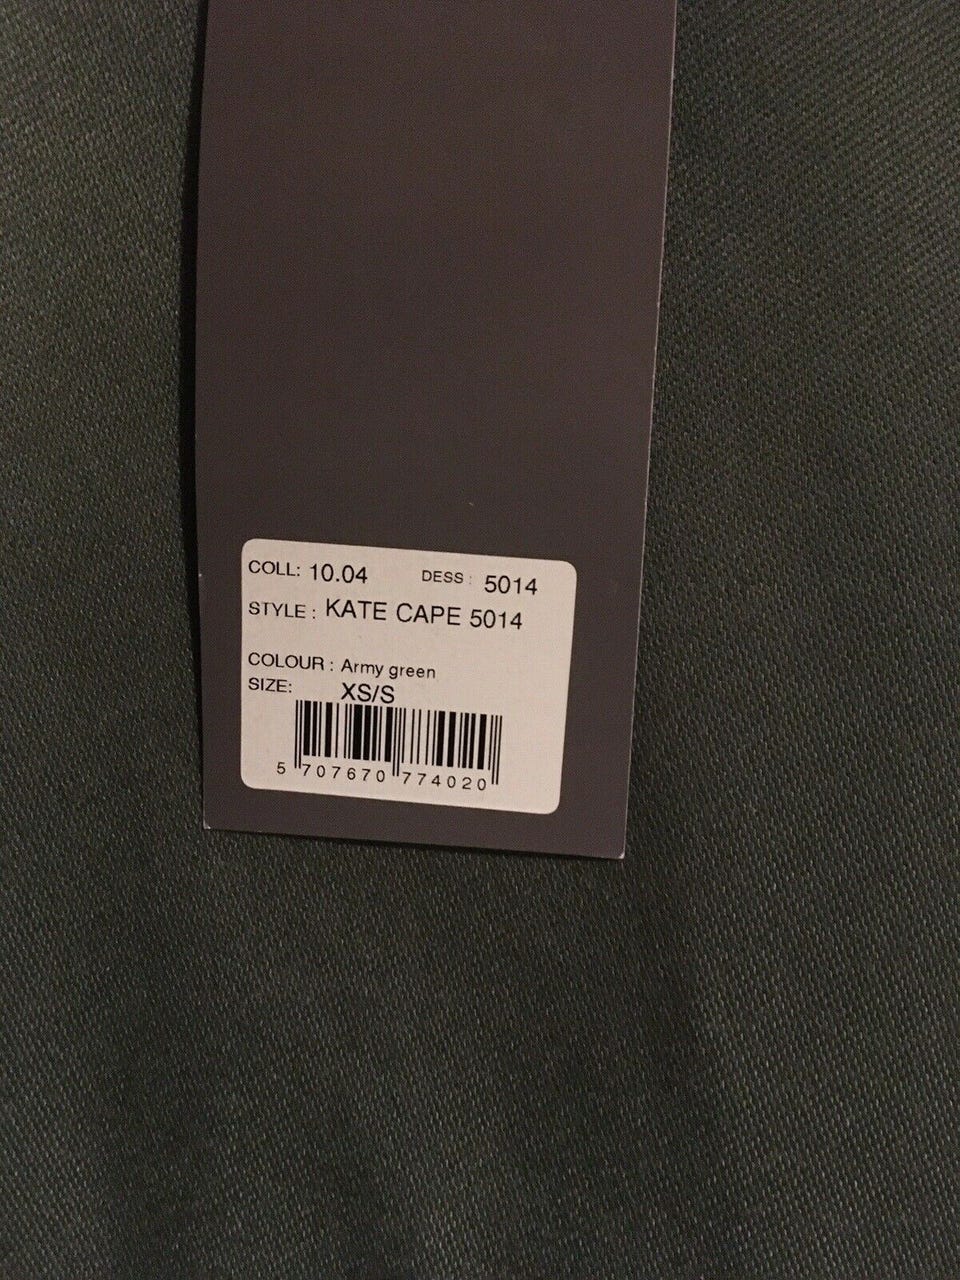 COLL: 10.04 DESS : 5014
STYLE : KATE CAPE 5014
COLOUR : Army green
SIZE: XS/S
5 707670 774020